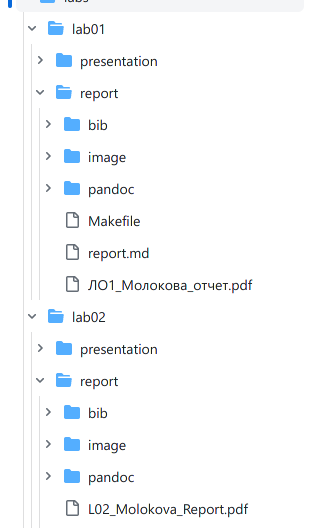 lab01
presentation
report
bib
image
pandoc
Makefile
report.md
ЛО1_Молокова_отчет.pdf
lab02
presentation
report
bib
image
pandoc
L02_Molokova_Report.pdf